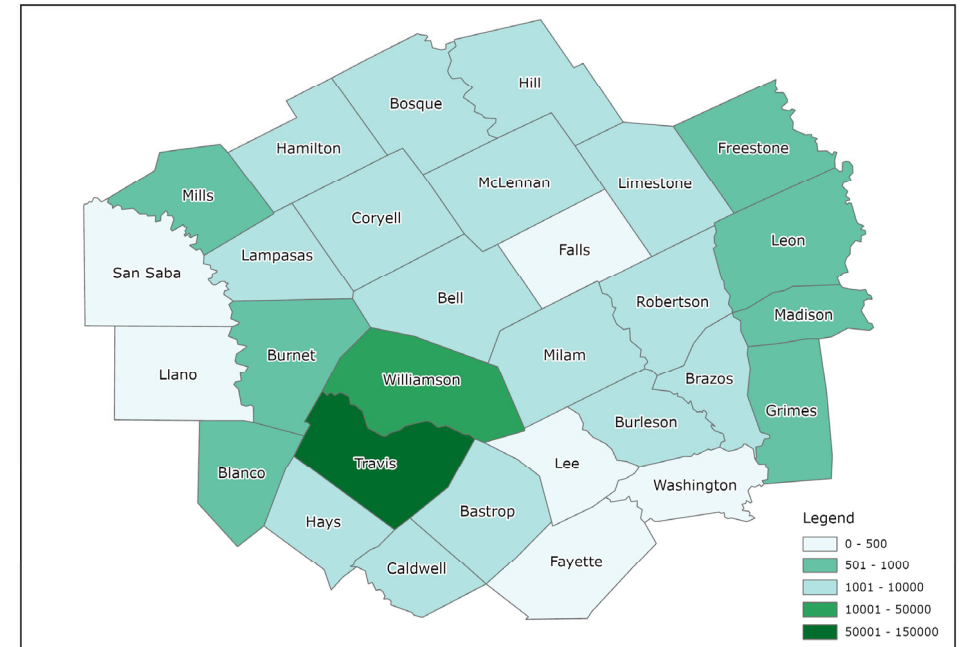 Hill
Bosque
Hamilton
Freestone
McLennan
Limestone
Mills
Coryell
Leon
Falls
Lampasas
San Saba
Bell
Robertson
Madison
Burnet
Milam
Llano
Williamson
Brazos
Grimes
Burleson
Travis
Lee
Blanco
Washington
Bastrop
Hays
Fayette
Caldwell
Legend
0 - 500
501 - 1000
1001 - 10000
10001 - 50000
50001 - 150000